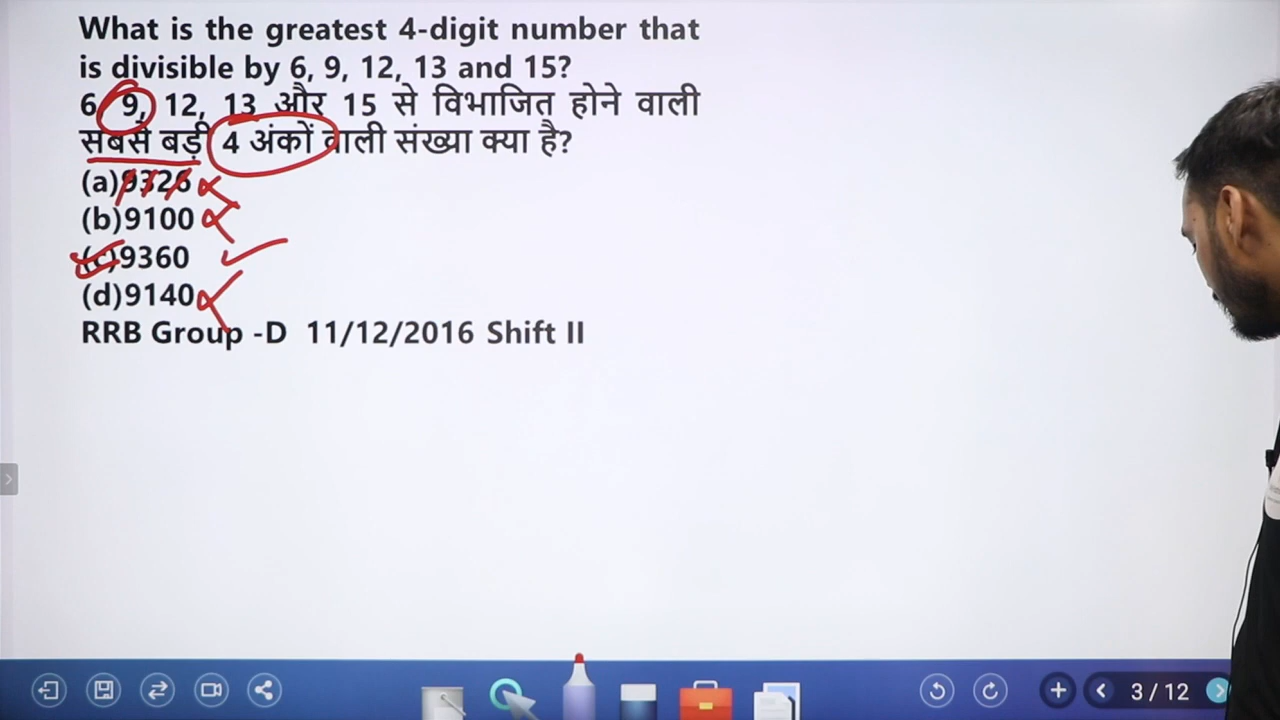 What is the greatest 4-digit number that
is divisible by 6, 9, 12, 13 and 15?
6, 9, 12, 13 और 15 से विभाजित होने वाली
सबसे बड़ी 4 अंकों वाली संख्या क्या है?
(a)9326
(b)9100
(c)9360
(d)9140
RRB Group -D 11/12/2016 Shift II
3 / 12